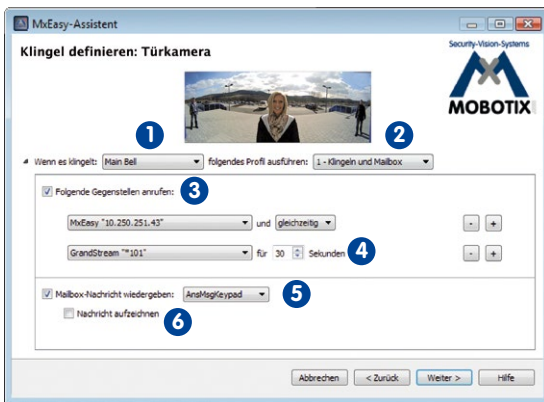 MxEasy-Assistent
Klingel definieren: Türkamera
Security-Vision-Systems
MOBOTIX
1
2
Wenn es klingelt: Main Bell folgendes Profil ausführen: 1 - Klingeln und Mailbox
Folgende Gegenstellen anrufen: 3
MxEasy "10.250.251.43" und gleichzeitig - +
GrandStream "*101" für 30 Sekunden 4 - +
Mailbox-Nachricht wiedergeben: AnsMsgKeypad 5
Nachricht aufzeichnen 6
Abbrechen < Zurück Weiter > Hilfe